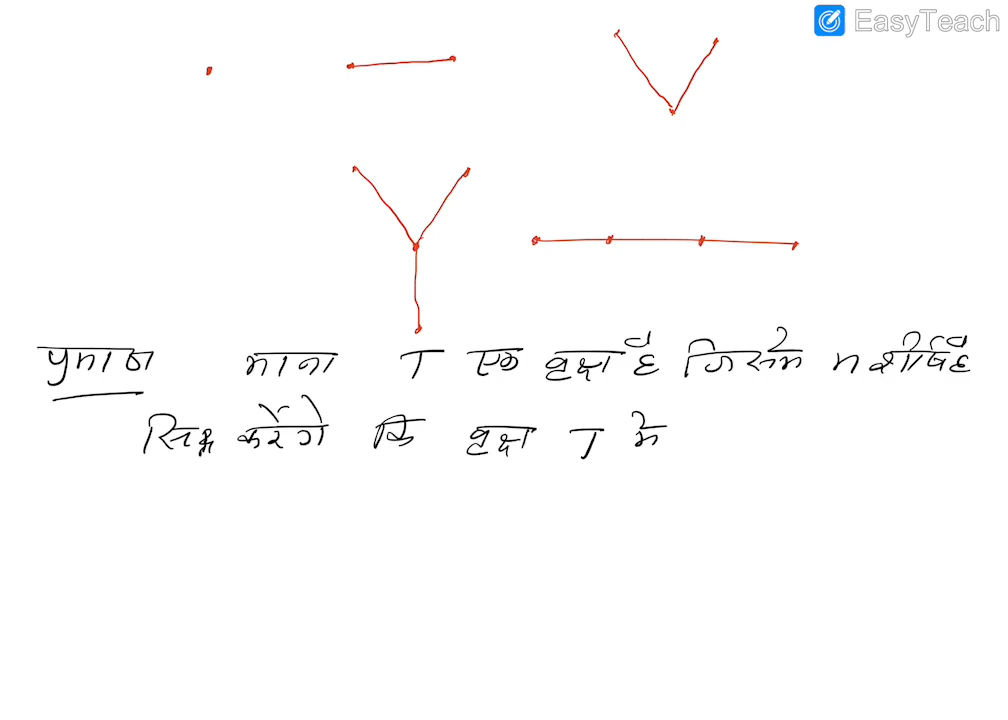 EasyTeach
प्रमाण माना T एक वृक्ष है जिसमें n शीर्ष है
सिद्ध करेंगे कि वृक्ष T में